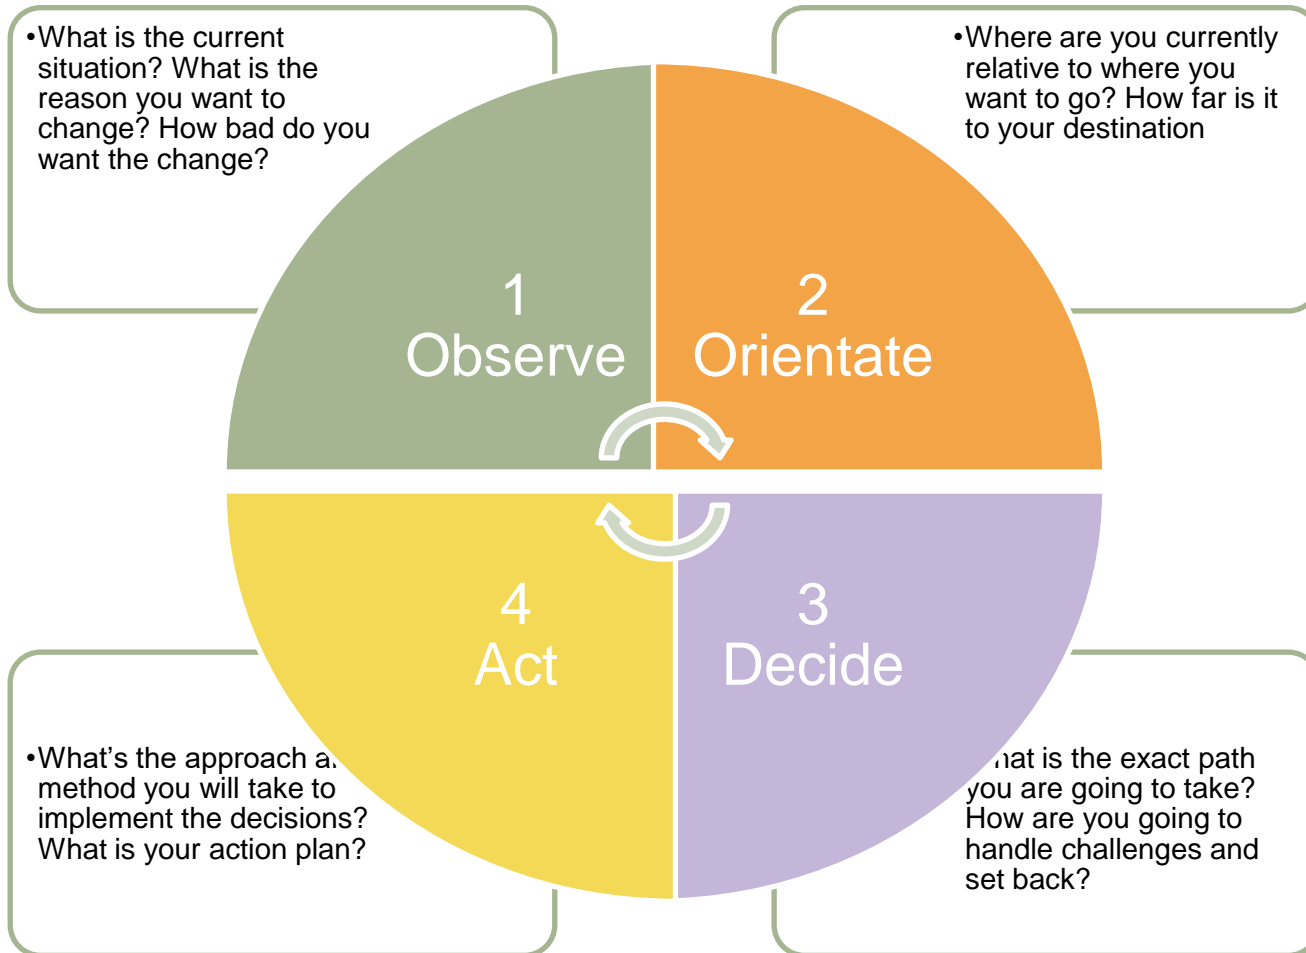 •What is the current
situation? What is the
reason you want to
change? How bad do you
want the change?
•Where are you currently
relative to where you
want to go? How far is it
to your destination
1
Observe
2
Orientate
4
Act
3
Decide
•What’s the approach
method you will take to
implement the decisions?
What is your action plan?
is the exact path
you are going to take?
How are you going to
handle challenges and
set back?